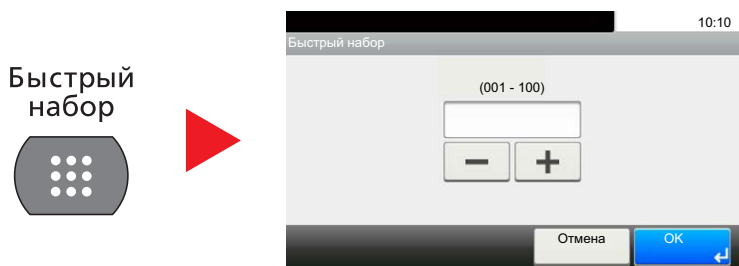 Быстрый
набор
10:10
Быстрый набор
(001 - 100)
Отмена
OK